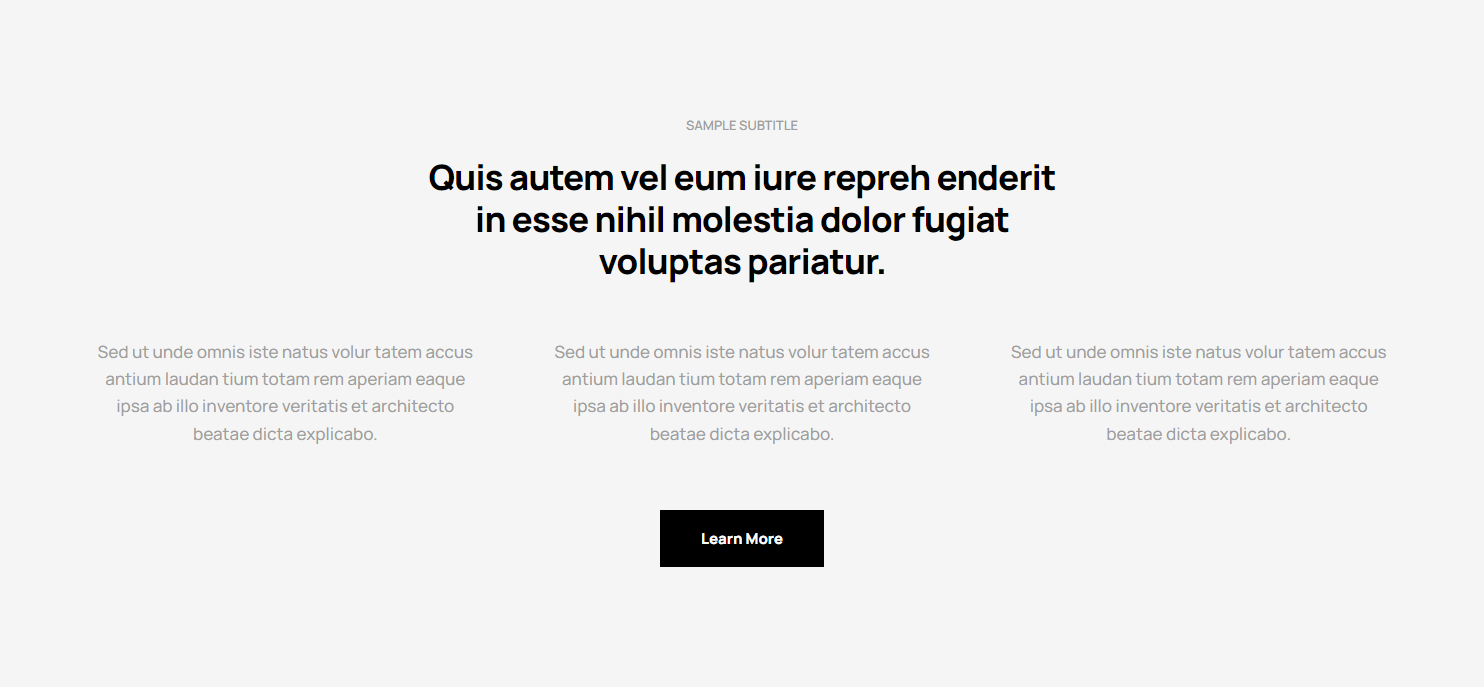 SAMPLE SUBTITLE
Quis autem vel eum iure repreh enderit
in esse nihil molestia dolor fugiat
voluptas pariatur.
Sed ut unde omnis iste natus volur tatem accus
antium laudan tium totam rem aperiam eaque
ipsa ab illo inventore veritatis et architecto
beatae dicta explicabo.
Sed ut unde omnis iste natus volur tatem accus
antium laudan tium totam rem aperiam eaque
ipsa ab illo inventore veritatis et architecto
beatae dicta explicabo.
Sed ut unde omnis iste natus volur tatem accus
antium laudan tium totam rem aperiam eaque
ipsa ab illo inventore veritatis et architecto
beatae dicta explicabo.
Learn More